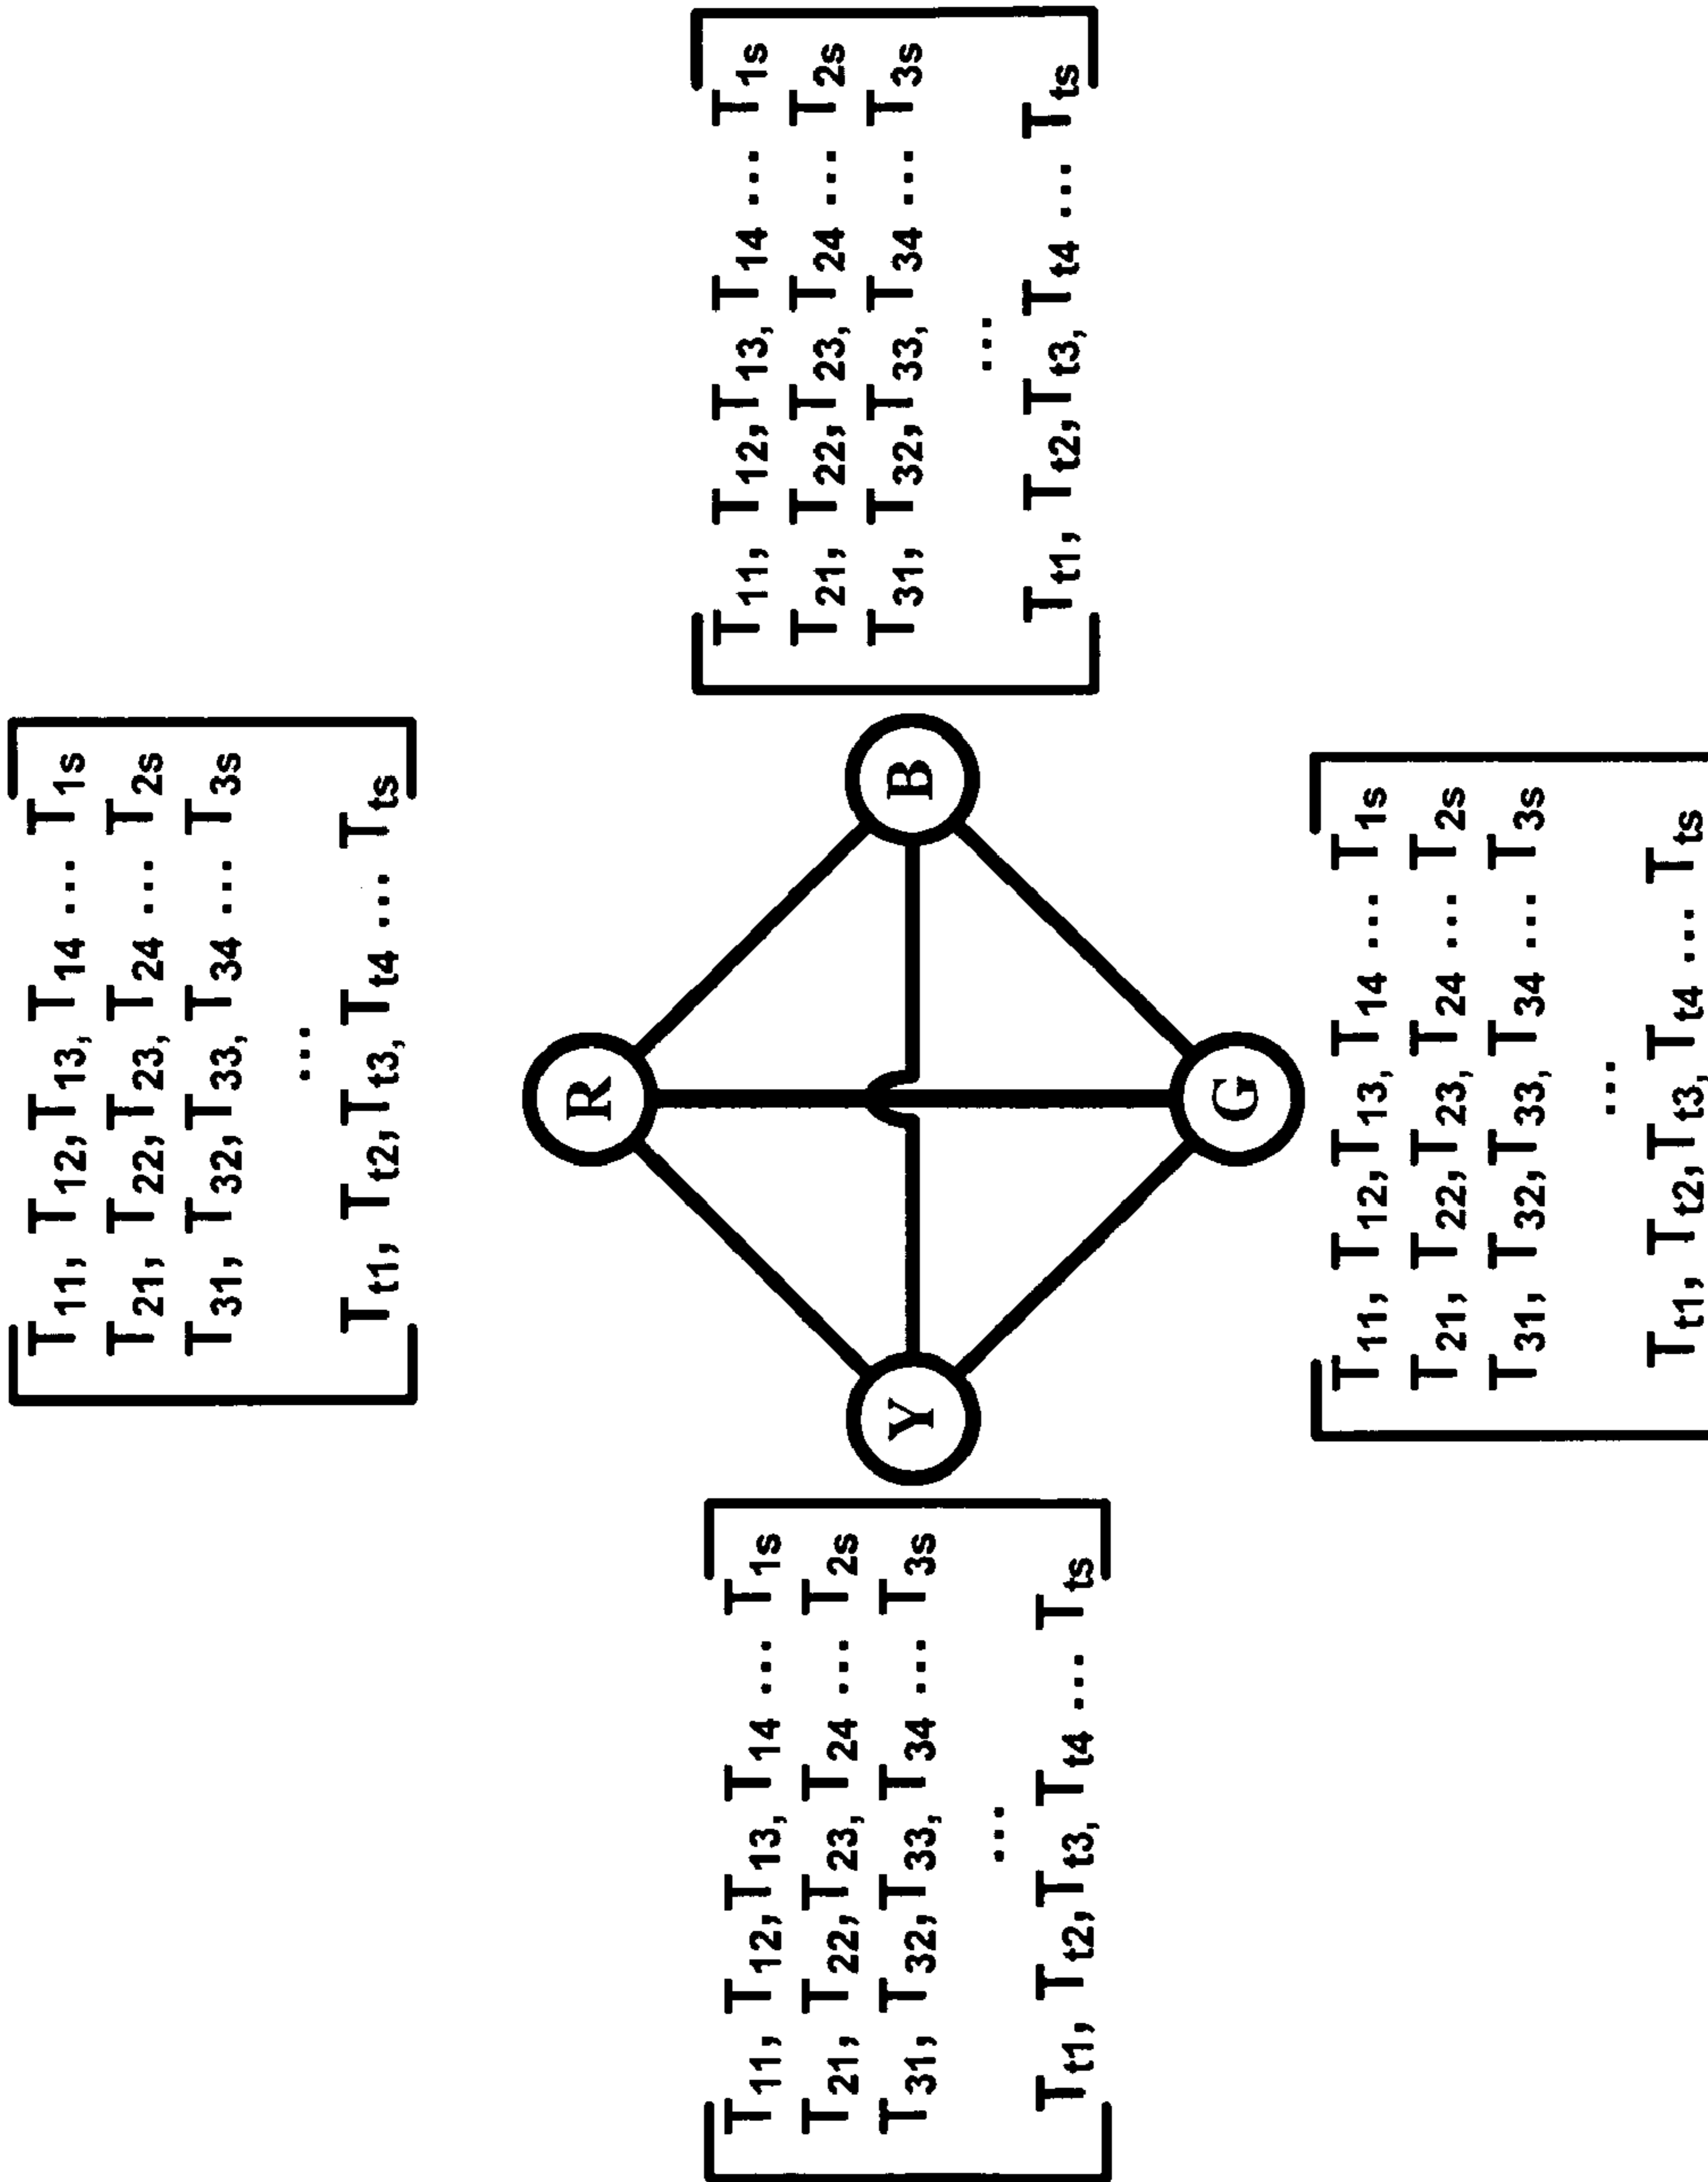 T11, T12,T13, T14 ... T1s
T21, T22,T23, T24 ... T2s
T31, T32,T33, T34 ... T3s
...
Tt1, Tt2,Tt3, Tt4 ... Tts
R
T11, T12,T13, T14 ... T1s
T21, T22,T23, T24 ... T2s
T31, T32,T33, T34 ... T3s
...
Tt1, Tt2,Tt3, Tt4 ... Tts
Y
B
T11, T12,T13, T14 ... T1s
T21, T22,T23, T24 ... T2s
T31, T32,T33, T34 ... T3s
...
Tt1, Tt2,Tt3, Tt4 ... Tts
G
T11, T12,T13, T14 ... T1s
T21, T22,T23, T24 ... T2s
T31, T32,T33, T34 ... T3s
...
Tt1, Tt2,Tt3, Tt4 ... Tts